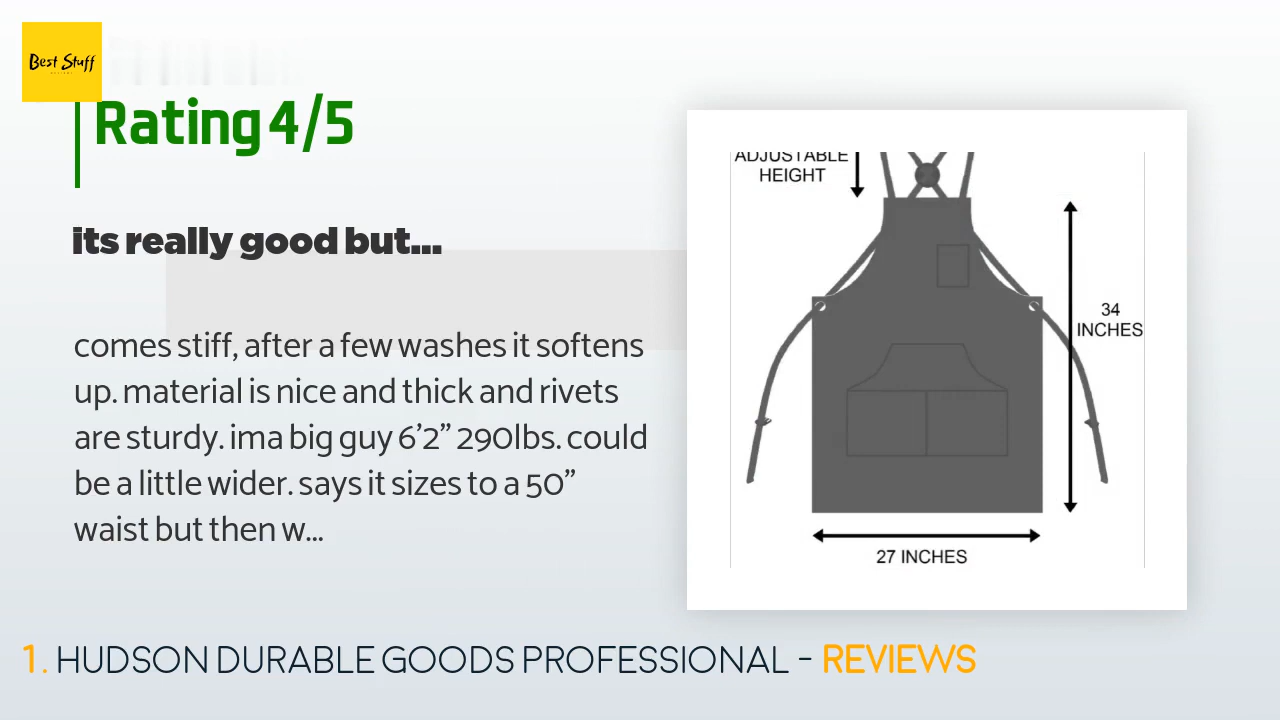 Best Stuff
Rating 4/5
its really good but...
comes stiff, after a few washes it softens
up. material is nice and thick and rivets
are sturdy. ima big guy 6’2” 290lbs. could
be a little wider. says it sizes to a 50”
waist but then w...
ADJUSTABLE
HEIGHT
34
INCHES
27 INCHES
1. HUDSON DURABLE GOODS PROFESSIONAL - REVIEWS